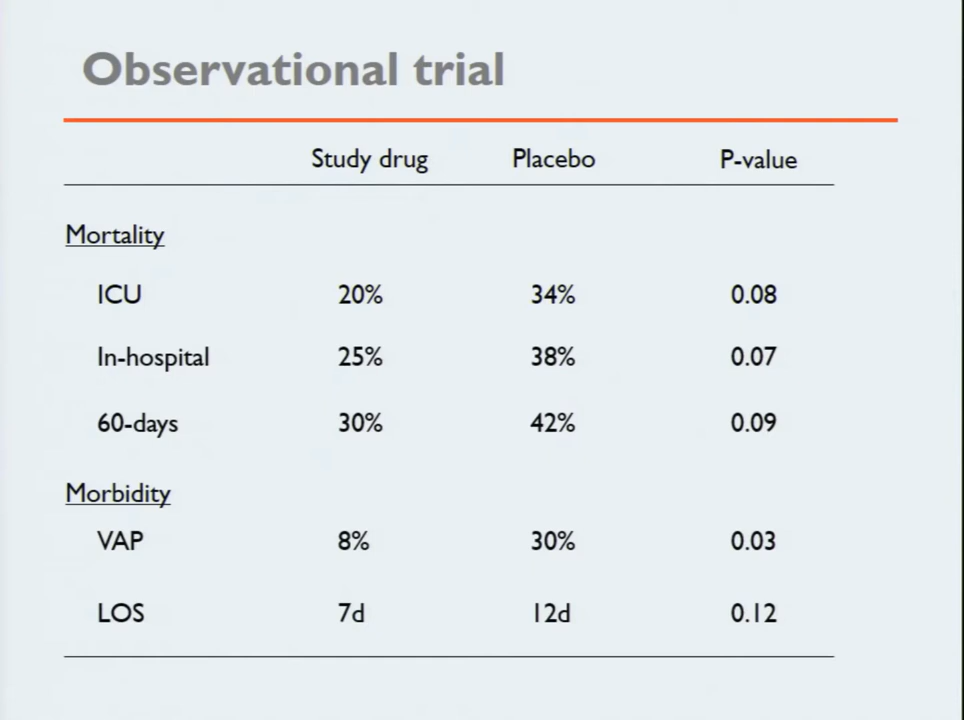 Observational trial
Study drug Placebo P-value
Mortality
ICU 20% 34% 0.08
In-hospital 25% 38% 0.07
60-days 30% 42% 0.09
Morbidity
VAP 8% 30% 0.03
LOS 7d 12d 0.12